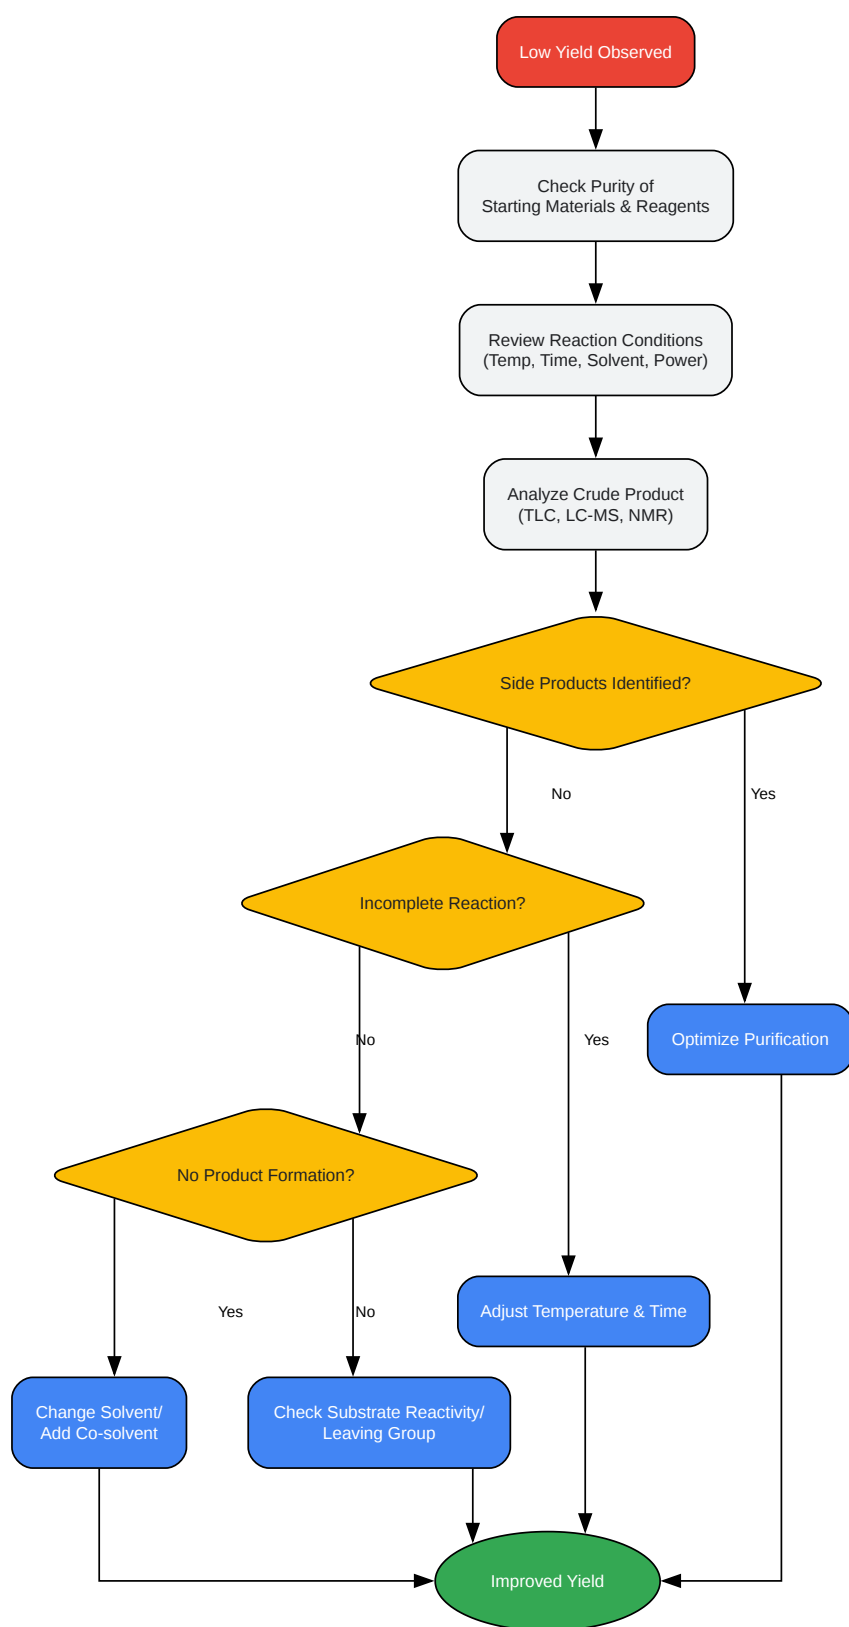 Low Yield Observed
Check Purity of
Starting Materials & Reagents
Review Reaction Conditions
(Temp, Time, Solvent, Power)
Analyze Crude Product
(TLC, LC-MS, NMR)
Side Products Identified?
No
Yes
Incomplete Reaction?
No
Yes
Optimize Purification
No Product Formation?
Yes
No
Adjust Temperature & Time
Change Solvent/
Add Co-solvent
Check Substrate Reactivity/
Leaving Group
Improved Yield